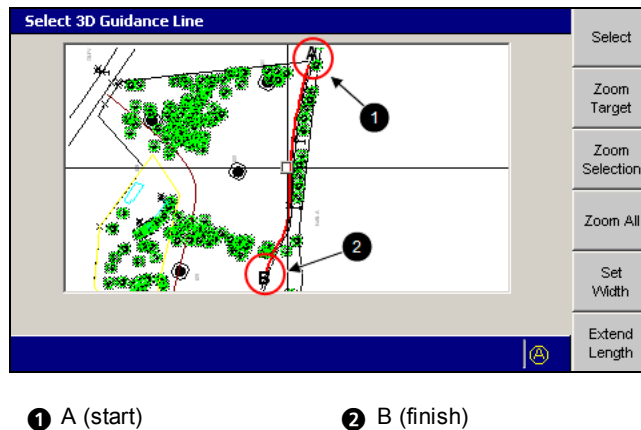 Select 3D Guidance Line
Select
Zoom
Target
Zoom
Selection
Zoom All
Set
Width
Extend
Length
A
1
2
B
A
1 A (start)
2 B (finish)